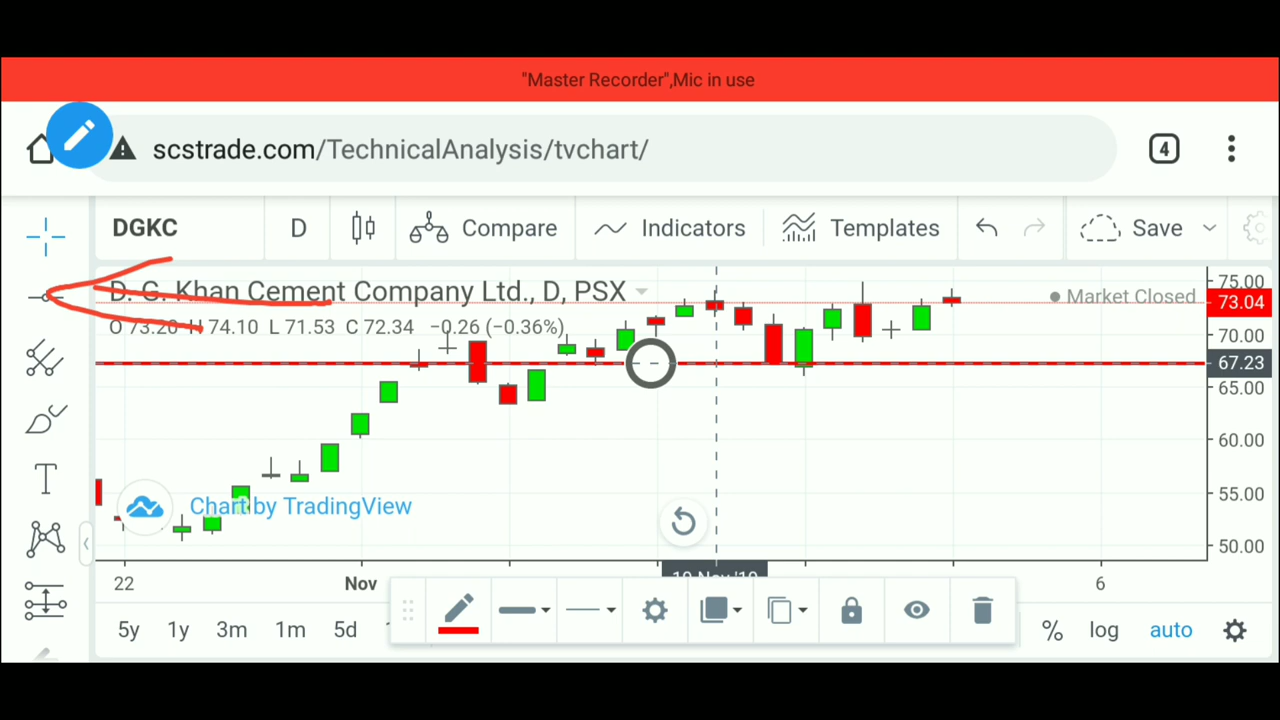 "Master Recorder",Mic in use
scstrade.com/TechnicalAnalysis/tvchart/
4
DGKC D Compare Indicators Templates Save
D. G. Khan Cement Company Ltd., D, PSX
Market Closed
O 73.20 H 74.10 L 71.53 C 72.34 −0.26 (−0.36%)
75.00
73.04
70.00
67.23
65.00
60.00
55.00
50.00
T
Chart by TradingView
22 Nov 6
5y 1y 3m 1m 5d % log auto